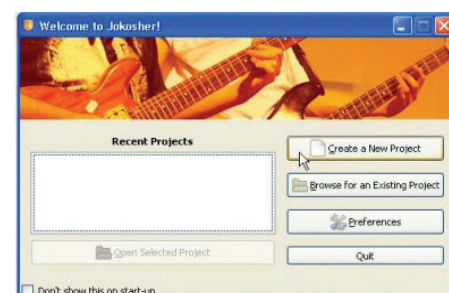 Welcome to Jokosher!
Recent Projects
Create a New Project
Browse for an Existing Project
Preferences
Open Selected Project
Quit
Don't show this on start-up